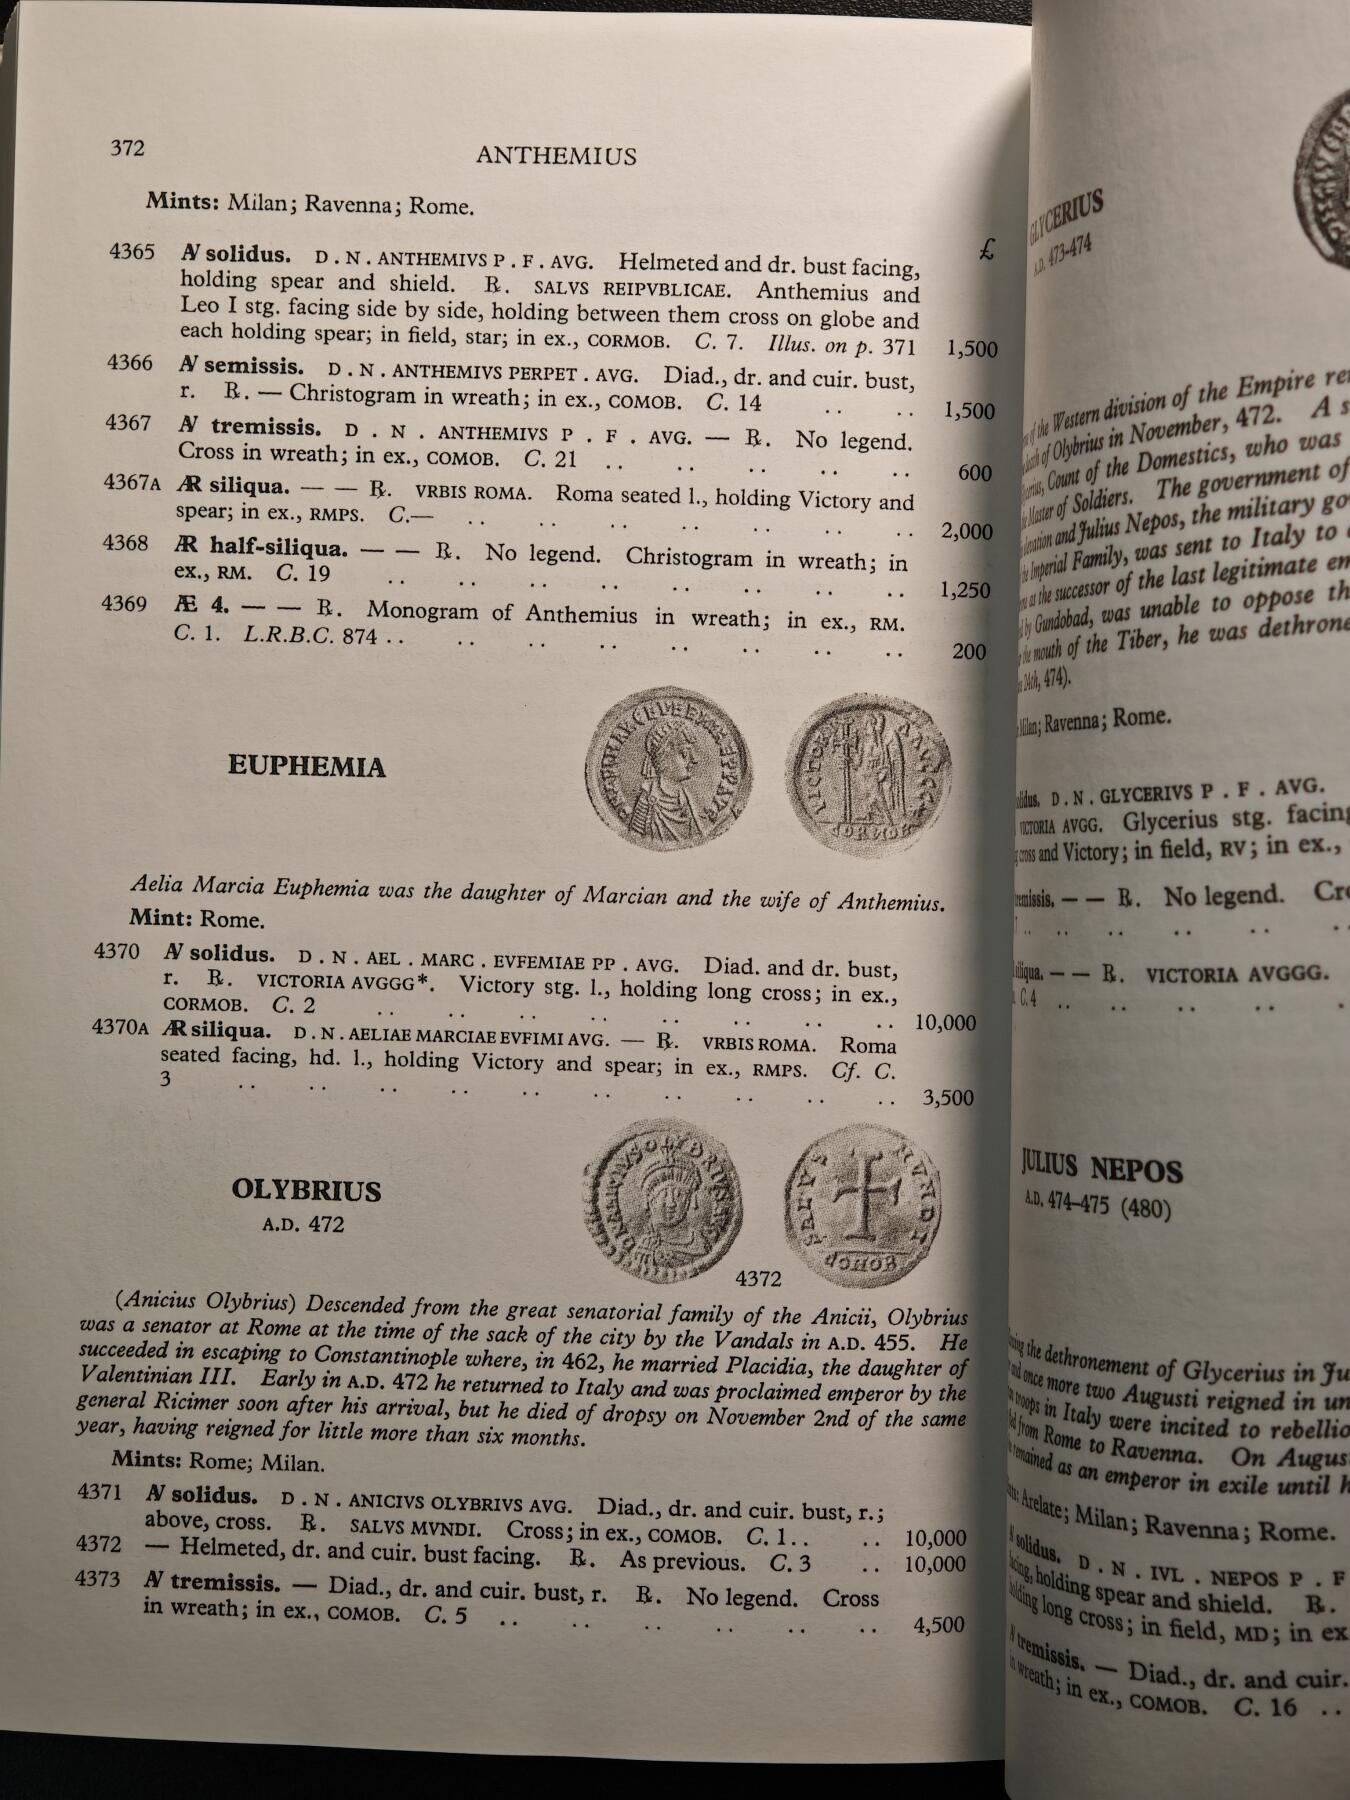 372
ANTHEMIUS
Mints: Milan; Ravenna; Rome.
£
4365 N solidus. D . N . ANTHEMIVS P . F . AVG. Helmeted and dr. bust facing,
holding spear and shield. ℞. SALVS REIPVBLICAE. Anthemius and
Leo I stg. facing side by side, holding between them cross on globe and
each holding spear; in field, star; in ex., CORMOB. C. 7. Illus. on p. 371 1,500
4366 N semissis. D . N . ANTHEMIVS PERPET . AVG. Diad., dr. and cuir. bust,
r. ℞. — Christogram in wreath; in ex., COMOB. C. 14 .. .. 1,500
4367 N tremissis. D . N . ANTHEMIVS P . F . AVG. — ℞. No legend.
Cross in wreath; in ex., COMOB. C. 21 .. .. .. .. .. 600
4367A ÆR siliqua. — — ℞. VRBIS ROMA. Roma seated l., holding Victory and
spear; in ex., RMPS. C.— .. .. .. .. .. .. .. 2,000
4368 ÆR half-siliqua. — — ℞. No legend. Christogram in wreath; in
ex., RM. C. 19 .. .. .. .. .. .. .. .. 1,250
4369 Æ 4. — — ℞. Monogram of Anthemius in wreath; in ex., RM.
C. 1. L.R.B.C. 874 .. .. .. .. .. .. .. .. 200
EUPHEMIA
Aelia Marcia Euphemia was the daughter of Marcian and the wife of Anthemius.
Mint: Rome.
4370 N solidus. D . N . AEL . MARC . EVFEMIAE PP . AVG. Diad. and dr. bust,
r. ℞. VICTORIA AVGGG*. Victory stg. l., holding long cross; in ex.,
CORMOB. C. 2 .. .. .. .. .. .. .. .. 10,000
4370A ÆR siliqua. D . N . AELIAE MARCIAE EVFIMI AVG. — ℞. VRBIS ROMA. Roma
seated facing, hd. l., holding Victory and spear; in ex., RMPS. Cf. C.
3 .. .. .. .. .. .. .. .. .. .. 3,500
OLYBRIUS
A.D. 472
SALVS MVNDI
4372
(Anicius Olybrius) Descended from the great senatorial family of the Anicii, Olybrius
was a senator at Rome at the time of the sack of the city by the Vandals in A.D. 455. He
succeeded in escaping to Constantinople where, in 462, he married Placidia, the daughter of
Valentinian III. Early in A.D. 472 he returned to Italy and was proclaimed emperor by the
general Ricimer soon after his arrival, but he died of dropsy on November 2nd of the same
year, having reigned for little more than six months.
Mints: Rome; Milan.
4371 N solidus. D . N . ANICIVS OLYBRIVS AVG. Diad., dr. and cuir. bust, r.;
above, cross. ℞. SALVS MVNDI. Cross; in ex., COMOB. C. 1.. .. 10,000
4372 — Helmeted, dr. and cuir. bust facing. ℞. As previous. C. 3 .. 10,000
4373 N tremissis. — Diad., dr. and cuir. bust, r. ℞. No legend. Cross
in wreath; in ex., COMOB. C. 5 .. .. .. .. .. .. 4,500
GLYCERIUS
A.D. 473-474
of the Western division of the Empire
of Olybrius in November, 472. A
Count of the Domestics, who was
Master of Soldiers. The government of
and Julius Nepos, the military
the Imperial Family, was sent to Italy to
as the successor of the last legitimate
by Gundobad, was unable to oppose
the mouth of the Tiber, he was
24th, 474).
Milan; Ravenna; Rome.
D . N . GLYCERIVS P . F . AVG.
VICTORIA AVGG. Glycerius stg.
cross and Victory; in field, RV; in ex.,
— — ℞. No legend.
.. .. .. .. ..
— — ℞. VICTORIA AVGGG.
C. 4 .. .. .. ..
JULIUS NEPOS
A.D. 474–475 (480)
the dethronement of Glycerius in
and once more two Augusti reigned in
troops in Italy were incited to
from Rome to Ravenna. On
remained as an emperor in exile until
Arelate; Milan; Ravenna; Rome.
solidus. D . N . IVL . NEPOS P . F
facing, holding spear and shield. ℞.
holding long cross; in field, MD; in
tremissis. — Diad., dr. and cuir.
in wreath; in ex., COMOB. C. 16 ..